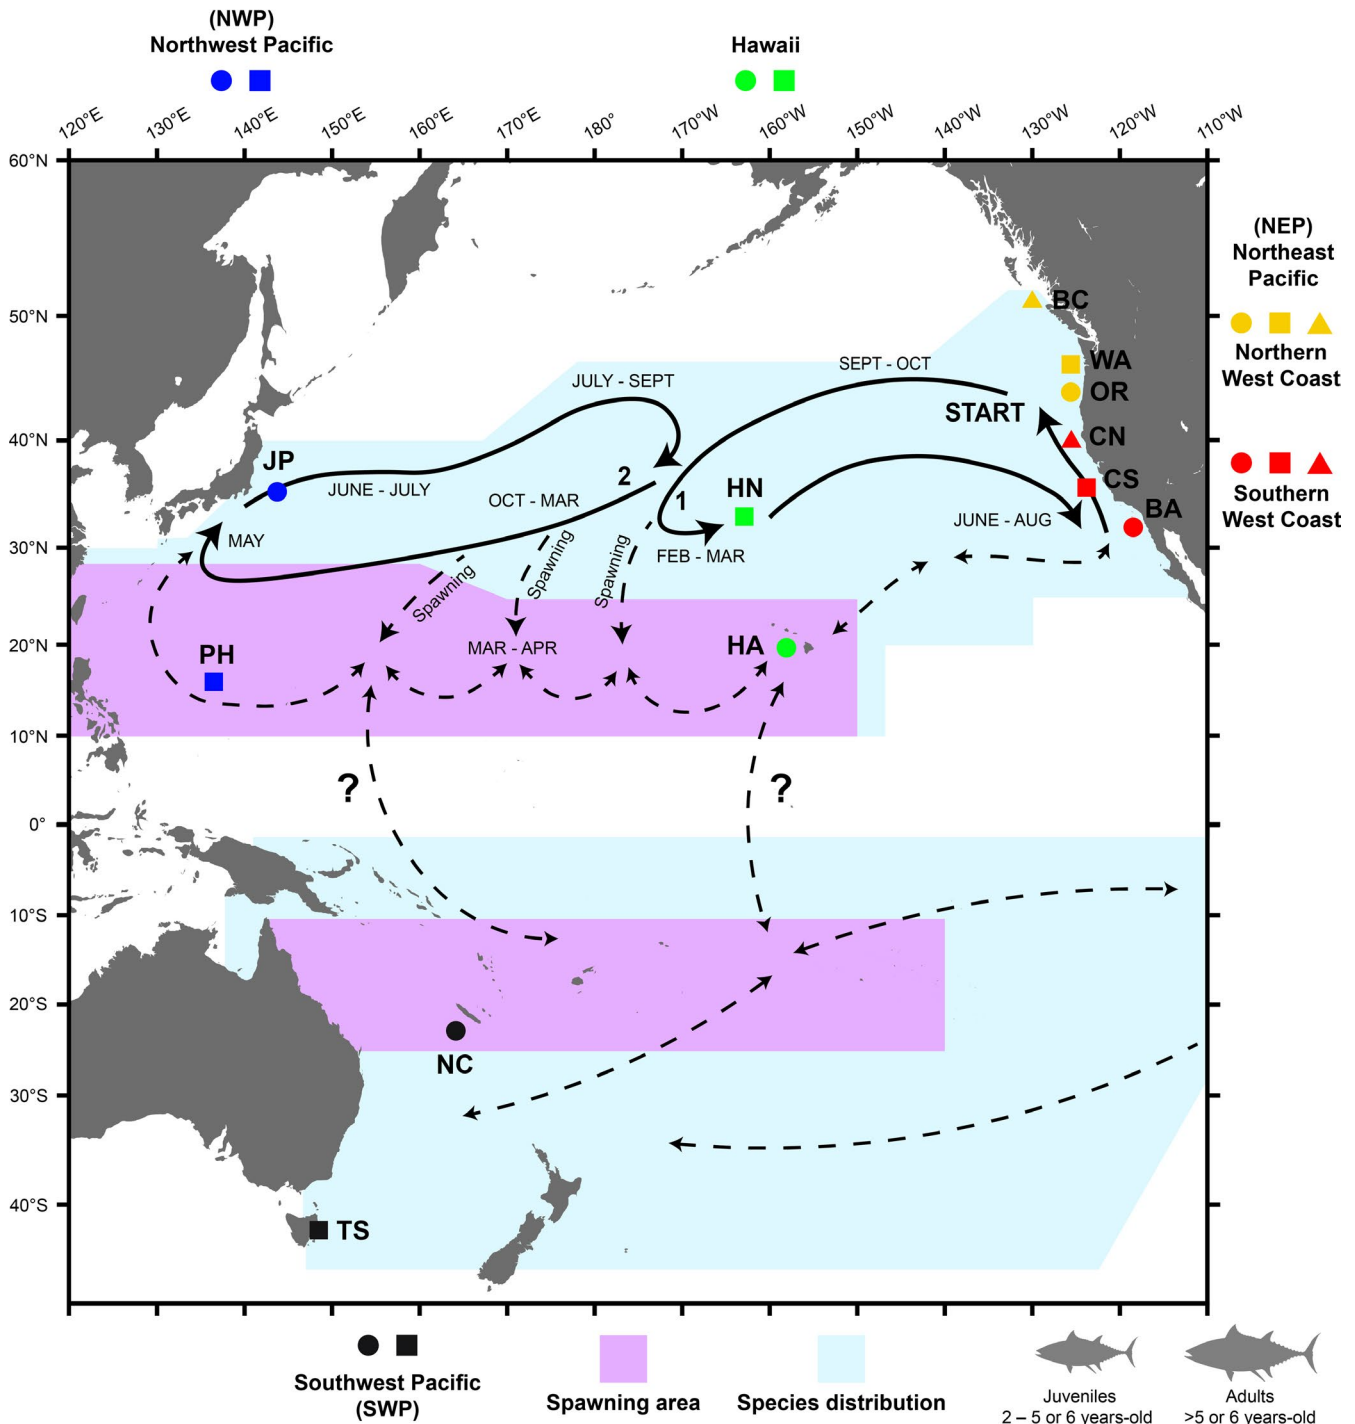 (NWP)
Northwest Pacific
Hawaii
120°E
130°E
140°E
150°E
160°E
170°E
180°
170°W
160°W
150°W
140°W
130°W
120°W
110°W
60°N
50°N
40°N
30°N
20°N
10°N
0°
10°S
20°S
30°S
40°S
(NEP)
Northeast
Pacific
Northern
West Coast
Southern
West Coast
BC
WA
OR
CN
CS
BA
START
SEPT - OCT
JULY - SEPT
JP
JUNE - JULY
2
OCT - MAR
1
HN
FEB - MAR
JUNE - AUG
MAY
Spawning
Spawning
Spawning
MAR - APR
PH
HA
?
?
NC
TS
Southwest Pacific
(SWP)
Spawning area
Species distribution
Juveniles
2 – 5 or 6 years-old
Adults
>5 or 6 years-old